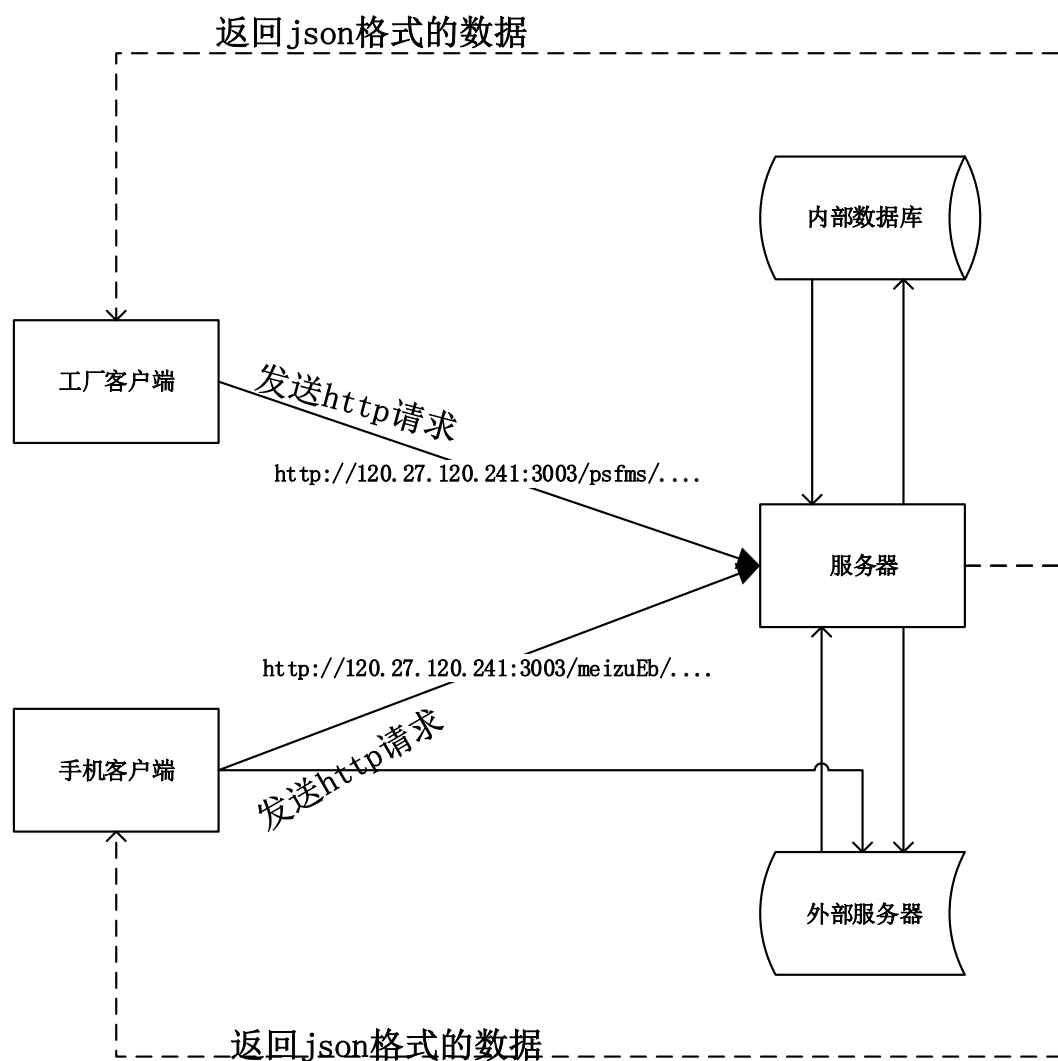 返回json格式的数据
内部数据库
工厂客户端
发送http请求
http://120.27.120.241:3003/psfms/....
服务器
http://120.27.120.241:3003/meizuEb/....
手机客户端
发送http请求
外部服务器
返回json格式的数据